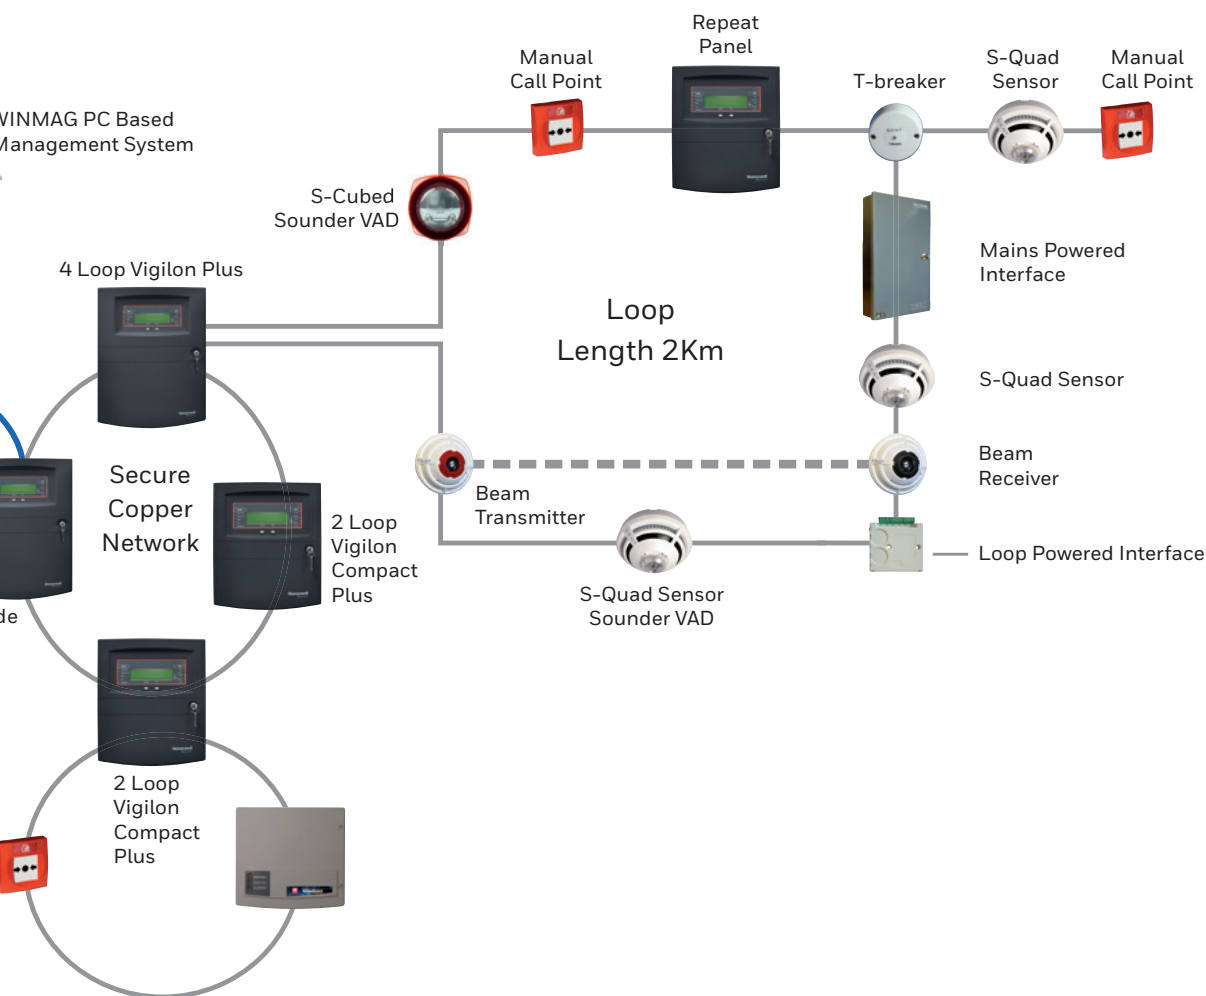 Repeat
Panel
Manual
Call Point
T-breaker
S-Quad
Sensor
Manual
Call Point
WINMAG PC Based
Management System
S-Cubed
Sounder VAD
4 Loop Vigilon Plus
Mains Powered
Interface
Loop
Length 2Km
S-Quad Sensor
Secure
Copper
Network
Beam
Receiver
Beam
Transmitter
2 Loop
Vigilon
Compact
Plus
Loop Powered Interface
S-Quad Sensor
Sounder VAD
de
2 Loop
Vigilon
Compact
Plus